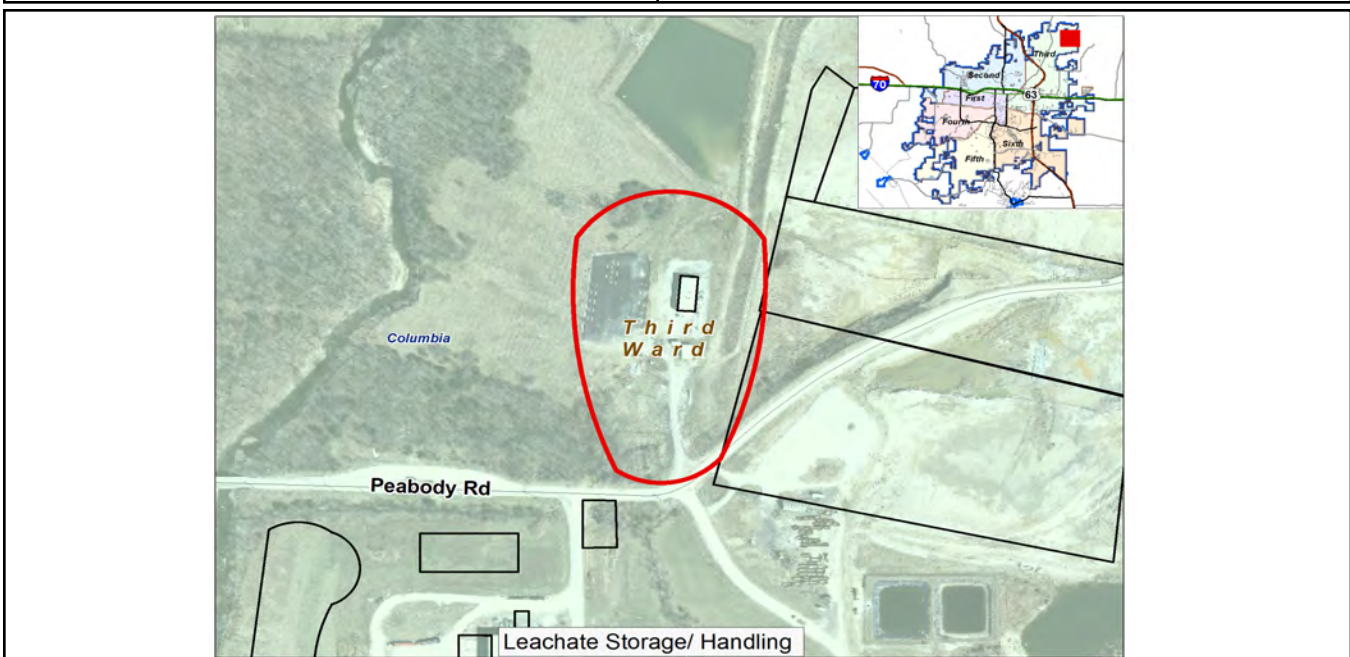 Third
Second
70
63
First
Fourth
Sixth
Fifth
Third
Ward
Columbia
Peabody Rd
Leachate Storage/ Handling